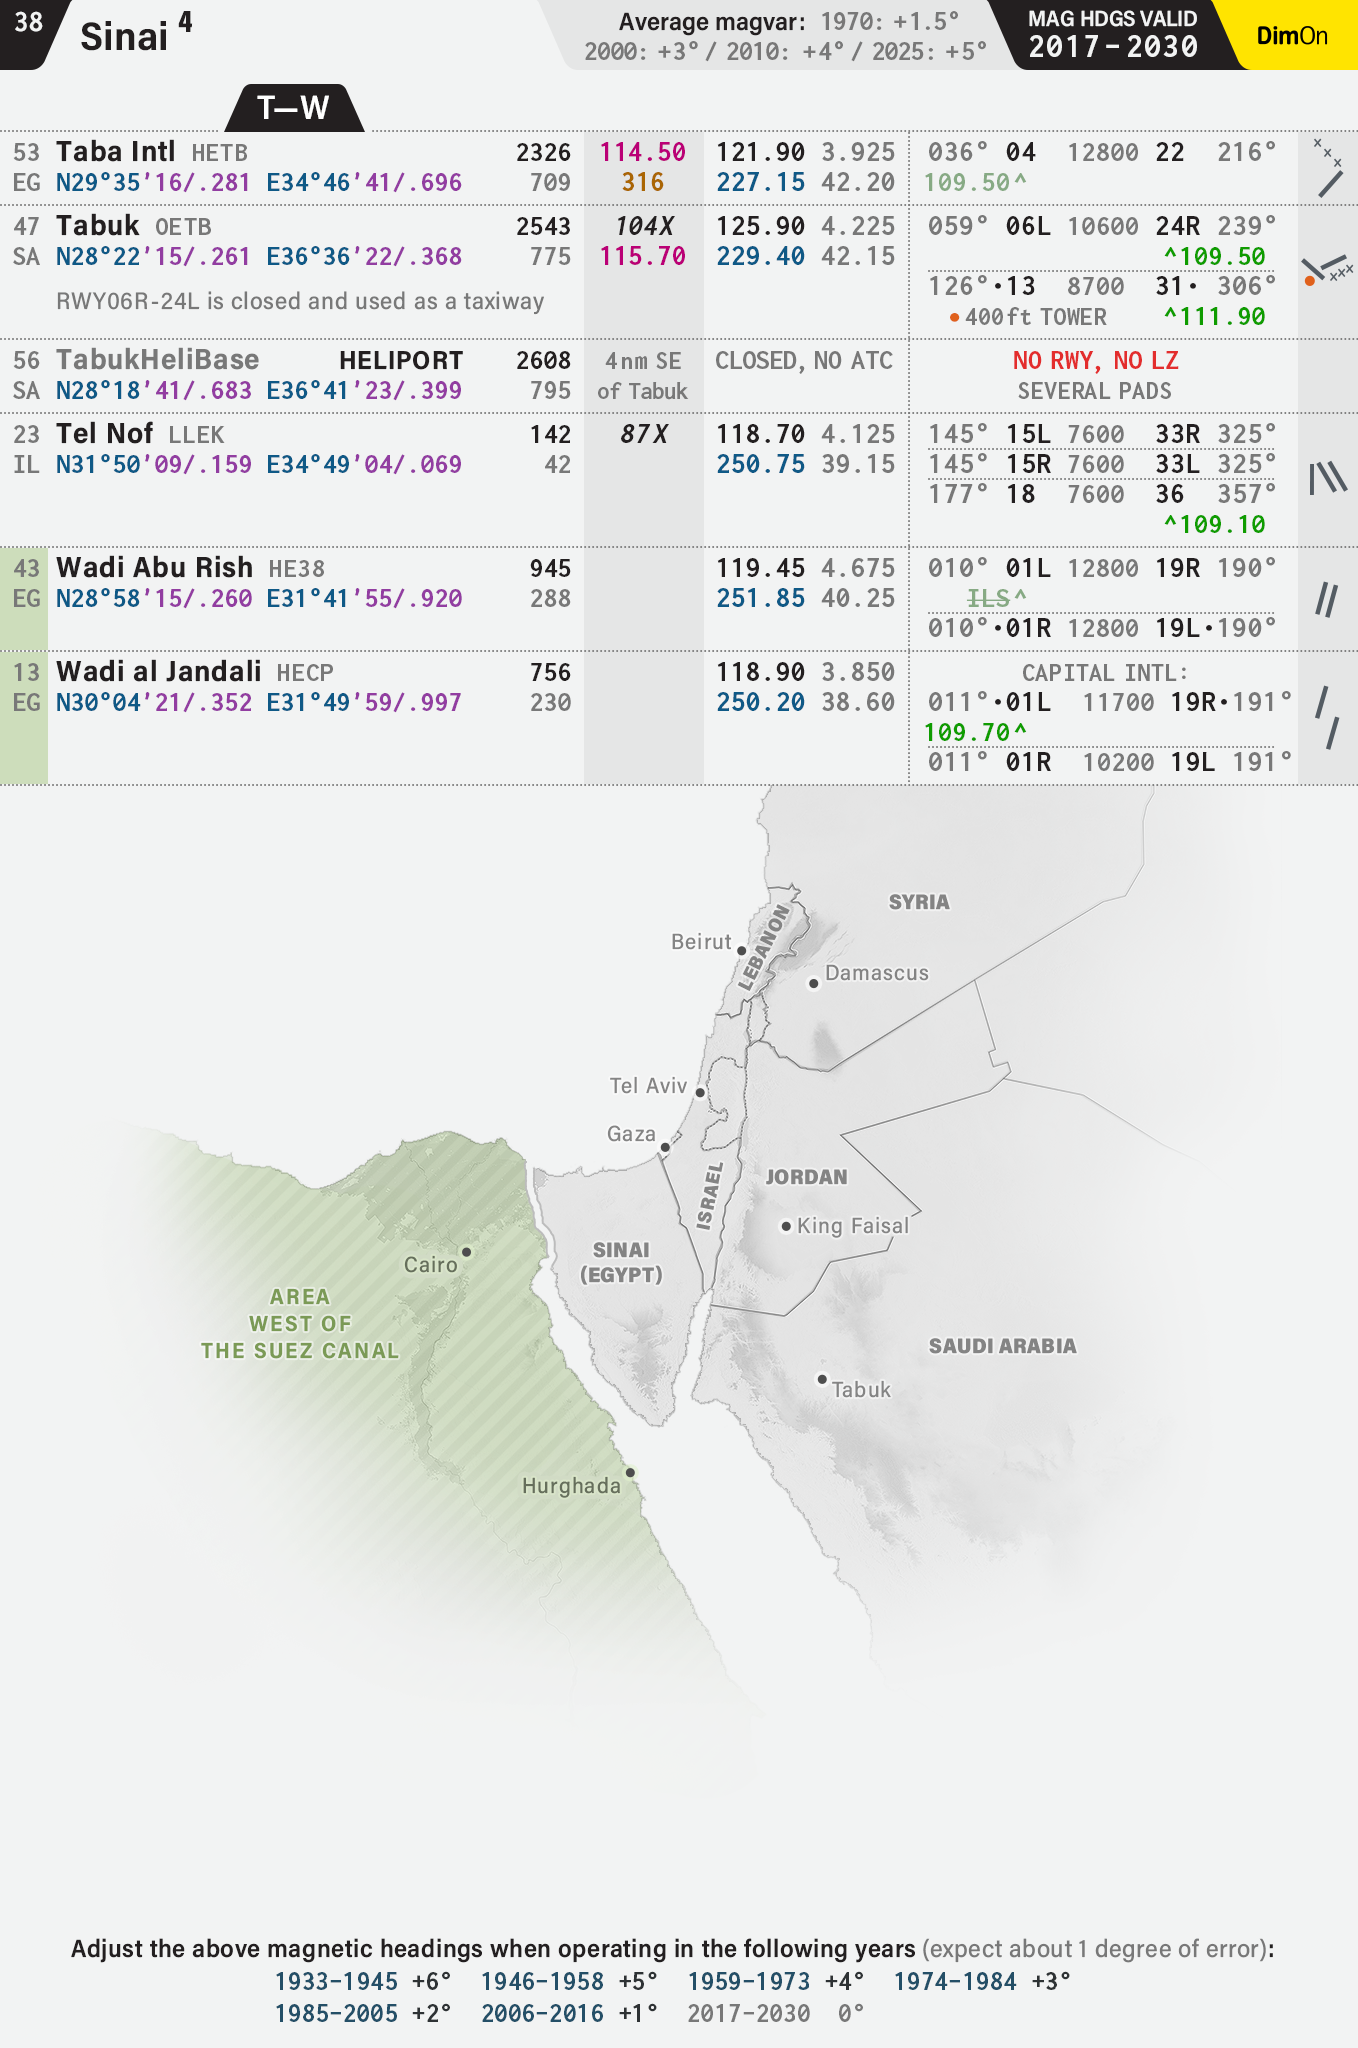 38 Sinai 4 Average magvar: 1970: +1.5° MAG HDGS VALID DimOn
2000: +3° / 2010: +4° / 2025: +5° 2017-2030
T—W
53 Taba Intl HETB 2326 114.50 121.90 3.925 036° 04 12800 22 216°
EG N29°35'16/.281 E34°46'41/.696 709 316 227.15 42.20 109.50^
47 Tabuk OETB 2543 104X 125.90 4.225 059° 06L 10600 24R 239°
SA N28°22'15/.261 E36°36'22/.368 775 115.70 229.40 42.15 ^109.50
126°•13 8700 31• 306°
RWY06R-24L is closed and used as a taxiway
•400ft TOWER ^111.90
56 TabukHeliBase HELIPORT 2608 4nm SE CLOSED, NO ATC NO RWY, NO LZ
SA N28°18'41/.683 E36°41'23/.399 795 of Tabuk SEVERAL PADS
23 Tel Nof LLEK 142 87X 118.70 4.125 145° 15L 7600 33R 325°
IL N31°50'09/.159 E34°49'04/.069 42 250.75 39.15 145° 15R 7600 33L 325°
177° 18 7600 36 357°
^109.10
43 Wadi Abu Rish HE38 945 119.45 4.675 010° 01L 12800 19R 190°
EG N28°58'15/.260 E31°41'55/.920 288 251.85 40.25 ILS^
010°•01R 12800 19L•190°
13 Wadi al Jandali HECP 756 118.90 3.850 CAPITAL INTL:
EG N30°04'21/.352 E31°49'59/.997 230 250.20 38.60 011°•01L 11700 19R•191°
109.70^
011° 01R 10200 19L 191°
SYRIA
LEBANON
Beirut
Damascus
Tel Aviv
Gaza
ISRAEL
JORDAN
King Faisal
SINAI
(EGYPT)
Cairo
AREA
WEST OF
THE SUEZ CANAL
SAUDI ARABIA
Tabuk
Hurghada
Adjust the above magnetic headings when operating in the following years (expect about 1 degree of error):
1933-1945 +6° 1946-1958 +5° 1959-1973 +4° 1974-1984 +3°
1985-2005 +2° 2006-2016 +1° 2017-2030 0°